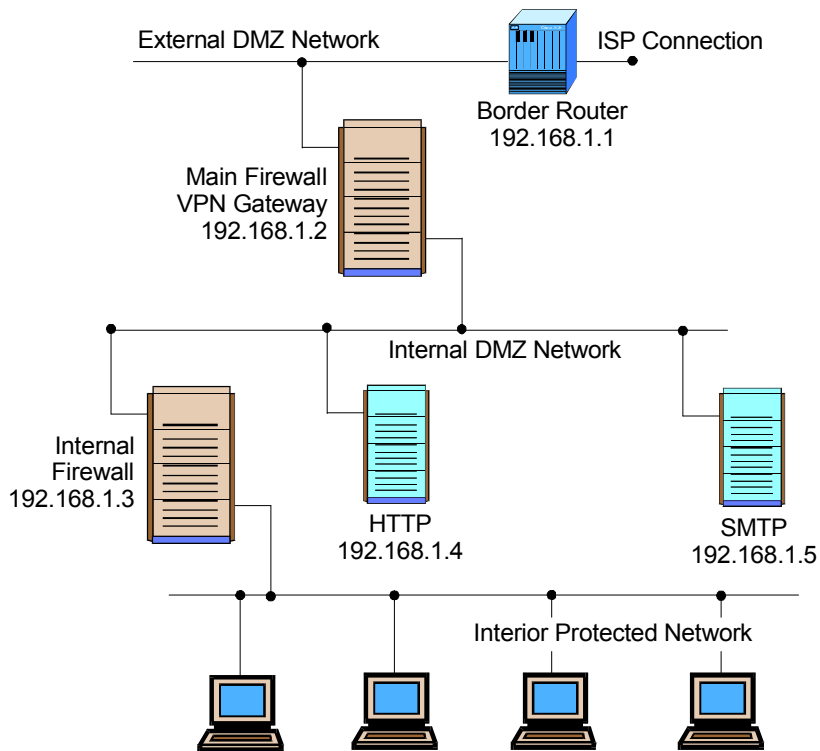 External DMZ Network
ISP Connection
Border Router
192.168.1.1
Main Firewall
VPN Gateway
192.168.1.2
Internal DMZ Network
Internal
Firewall
192.168.1.3
HTTP
192.168.1.4
SMTP
192.168.1.5
Interior Protected Network